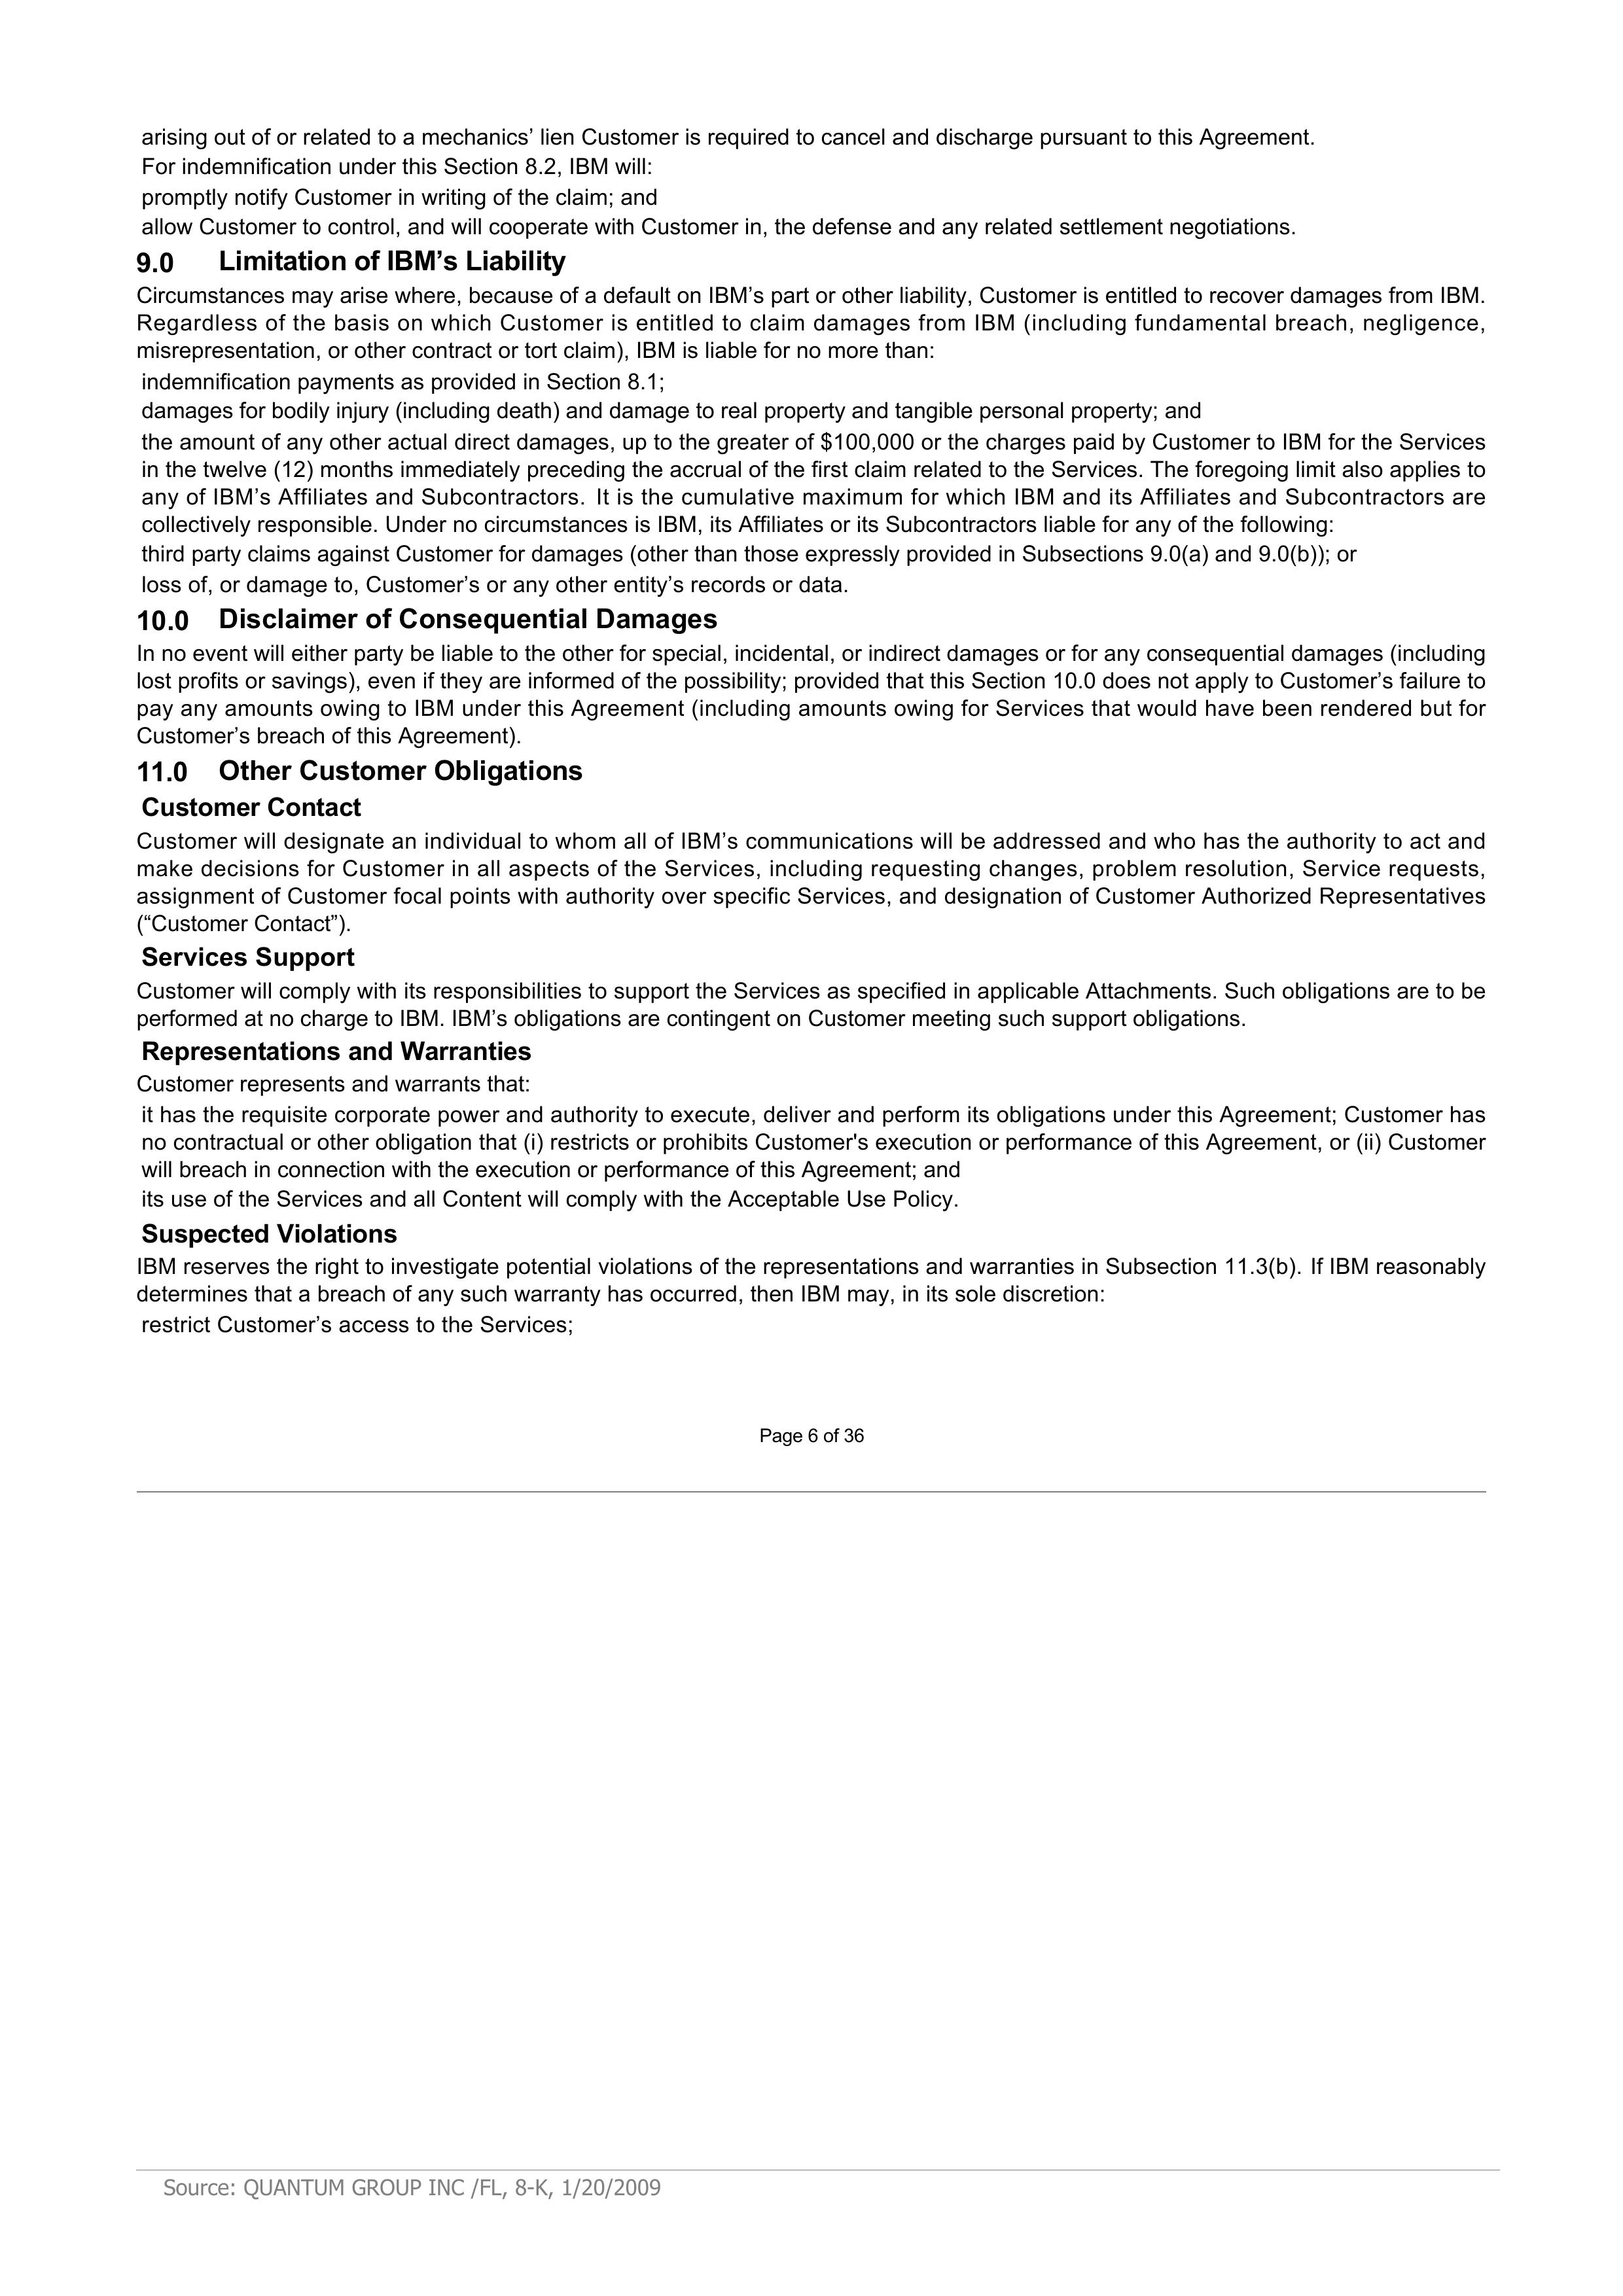 arising out of or related to a mechanics’ lien Customer is required to cancel and discharge pursuant to this Agreement.
For indemnification under this Section 8.2, IBM will:
promptly notify Customer in writing of the claim; and
allow Customer to control, and will cooperate with Customer in, the defense and any related settlement negotiations.
9.0 Limitation of IBM’s Liability
Circumstances may arise where, because of a default on IBM’s part or other liability, Customer is entitled to recover damages from IBM.
Regardless of the basis on which Customer is entitled to claim damages from IBM (including fundamental breach, negligence,
misrepresentation, or other contract or tort claim), IBM is liable for no more than:
indemnification payments as provided in Section 8.1;
damages for bodily injury (including death) and damage to real property and tangible personal property; and
the amount of any other actual direct damages, up to the greater of $100,000 or the charges paid by Customer to IBM for the Services
in the twelve (12) months immediately preceding the accrual of the first claim related to the Services. The foregoing limit also applies to
any of IBM’s Affiliates and Subcontractors. It is the cumulative maximum for which IBM and its Affiliates and Subcontractors are
collectively responsible. Under no circumstances is IBM, its Affiliates or its Subcontractors liable for any of the following:
third party claims against Customer for damages (other than those expressly provided in Subsections 9.0(a) and 9.0(b)); or
loss of, or damage to, Customer’s or any other entity’s records or data.
10.0 Disclaimer of Consequential Damages
In no event will either party be liable to the other for special, incidental, or indirect damages or for any consequential damages (including
lost profits or savings), even if they are informed of the possibility; provided that this Section 10.0 does not apply to Customer’s failure to
pay any amounts owing to IBM under this Agreement (including amounts owing for Services that would have been rendered but for
Customer’s breach of this Agreement).
11.0 Other Customer Obligations
Customer Contact
Customer will designate an individual to whom all of IBM’s communications will be addressed and who has the authority to act and
make decisions for Customer in all aspects of the Services, including requesting changes, problem resolution, Service requests,
assignment of Customer focal points with authority over specific Services, and designation of Customer Authorized Representatives
(“Customer Contact”).
Services Support
Customer will comply with its responsibilities to support the Services as specified in applicable Attachments. Such obligations are to be
performed at no charge to IBM. IBM’s obligations are contingent on Customer meeting such support obligations.
Representations and Warranties
Customer represents and warrants that:
it has the requisite corporate power and authority to execute, deliver and perform its obligations under this Agreement; Customer has
no contractual or other obligation that (i) restricts or prohibits Customer's execution or performance of this Agreement, or (ii) Customer
will breach in connection with the execution or performance of this Agreement; and
its use of the Services and all Content will comply with the Acceptable Use Policy.
Suspected Violations
IBM reserves the right to investigate potential violations of the representations and warranties in Subsection 11.3(b). If IBM reasonably
determines that a breach of any such warranty has occurred, then IBM may, in its sole discretion:
restrict Customer’s access to the Services;
Page 6 of 36
Source: QUANTUM GROUP INC /FL, 8-K, 1/20/2009